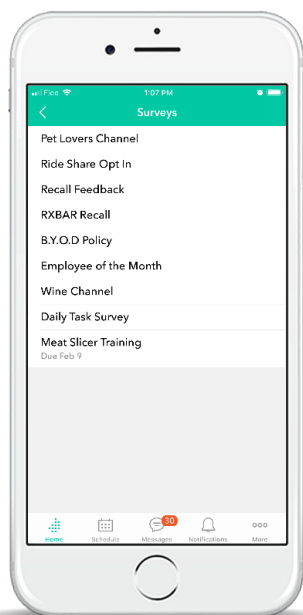 1:07 PM
Surveys
Pet Lovers Channel
Ride Share Opt In
Recall Feedback
RXBAR Recall
B.Y.O.D Policy
Employee of the Month
Wine Channel
Daily Task Survey
Meat Slicer Training
Due Feb 9
30
Home Schedule Messages Notifications More